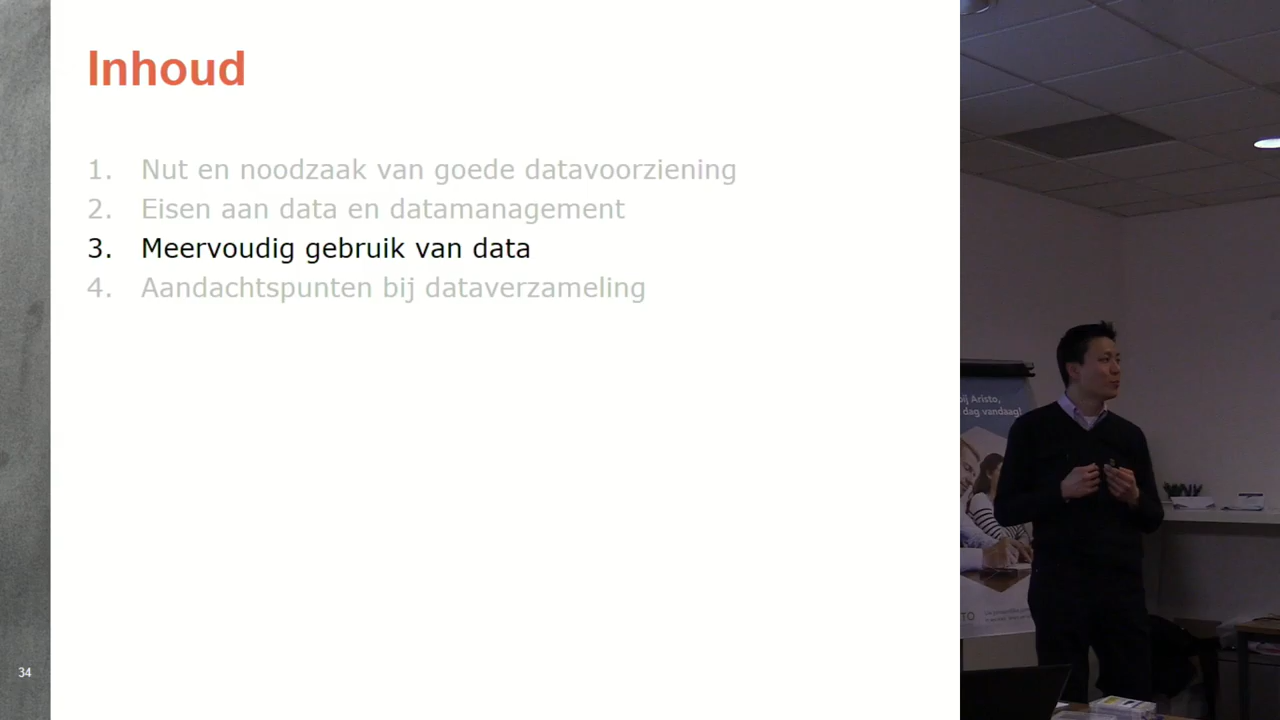 Inhoud
1. Nut en noodzaak van goede datavoorziening
2. Eisen aan data en datamanagement
3. Meervoudig gebruik van data
4. Aandachtspunten bij dataverzameling
34
bij Aristo,
dag vandaag!